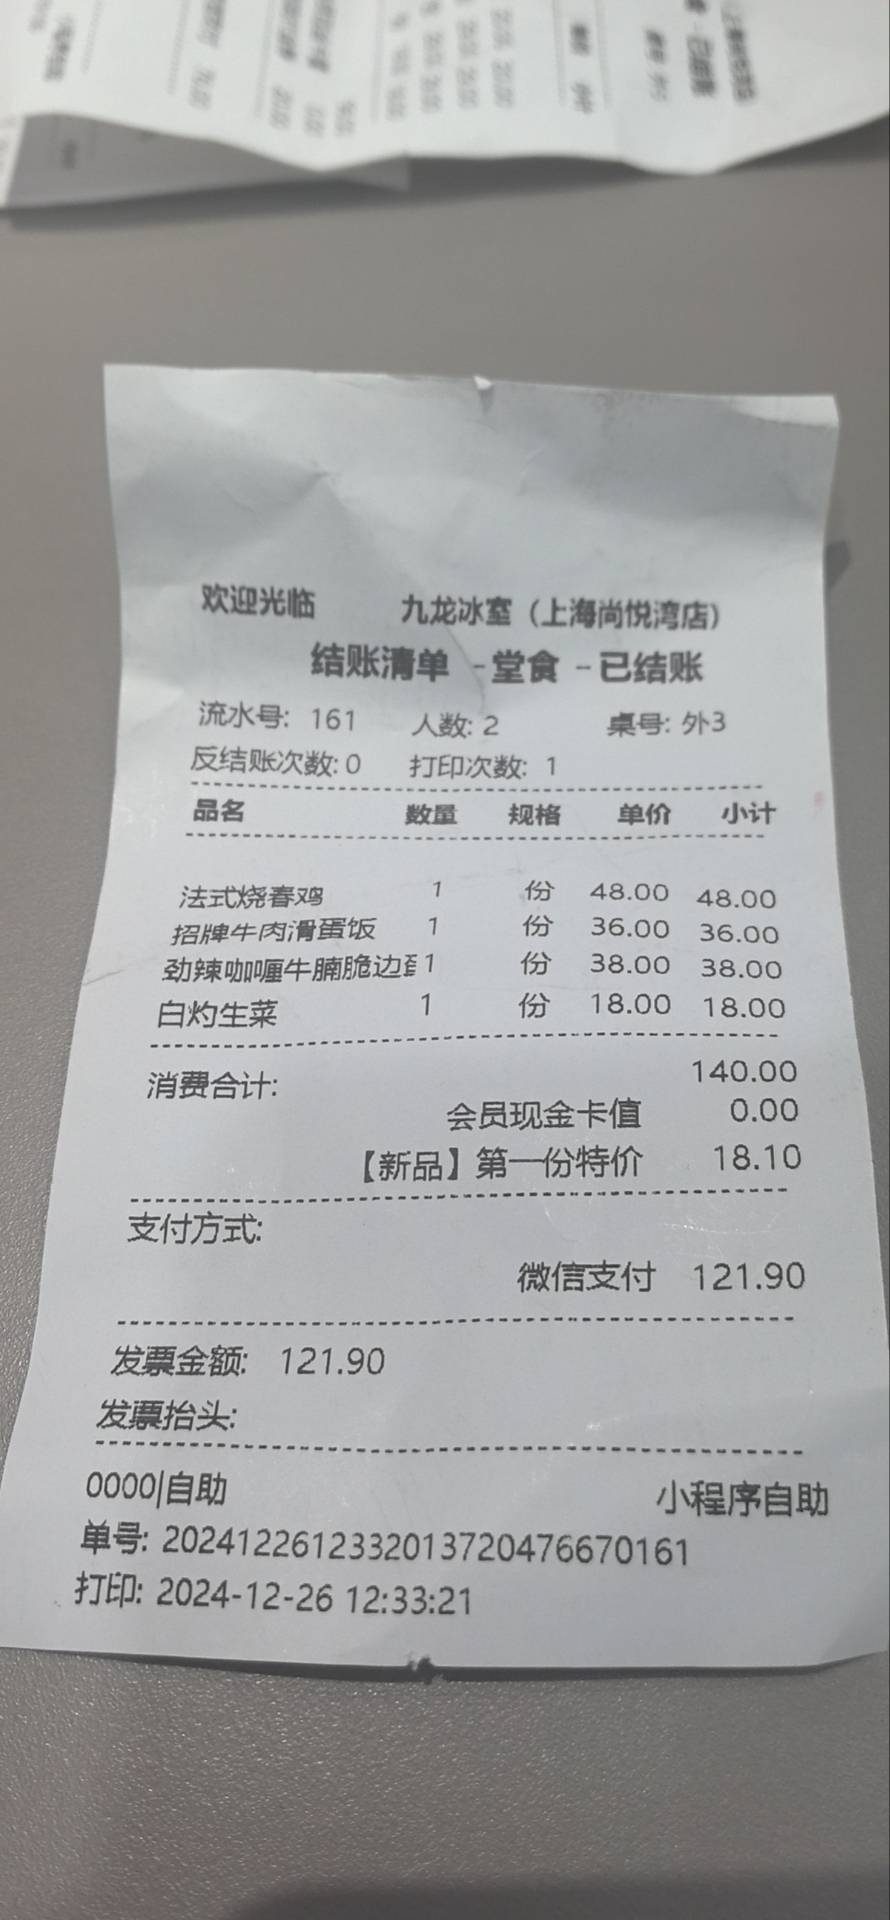 欢迎光临 九龙冰室（上海尚悦湾店）
结账清单 -堂食 -已结账
流水号: 161 人数: 2 桌号: 外3
反结账次数: 0 打印次数: 1
品名 数量 规格 单价 小计
法式烧春鸡 1 份 48.00 48.00
招牌牛肉滑蛋饭 1 份 36.00 36.00
劲辣咖喱牛腩脆边 1 份 38.00 38.00
白灼生菜 1 份 18.00 18.00
消费合计: 140.00
会员现金卡值 0.00
【新品】第一份特价 18.10
支付方式:
微信支付 121.90
发票金额: 121.90
发票抬头:
0000|自助 小程序自助
单号: 2024122612332013720476670161
打印: 2024-12-26 12:33:21